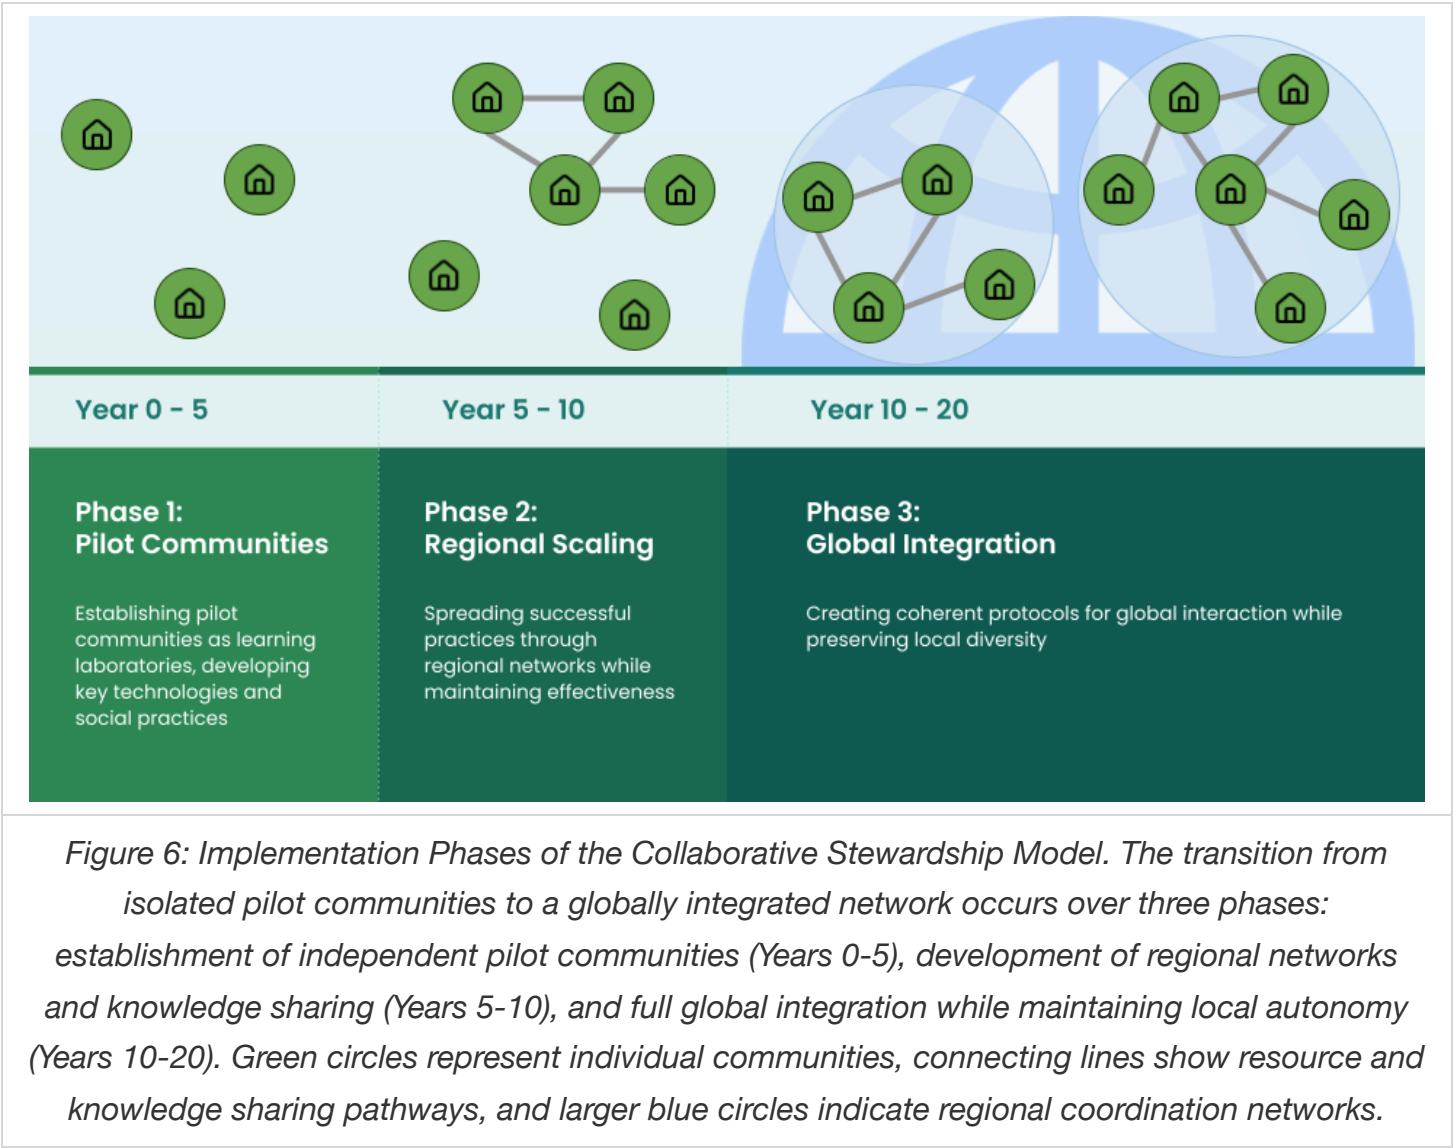 Year 0 - 5
Year 5 - 10
Year 10 - 20
Phase 1:
Pilot Communities
Establishing pilot
communities as learning
laboratories, developing
key technologies and
social practices
Phase 2:
Regional Scaling
Spreading successful
practices through
regional networks while
maintaining effectiveness
Phase 3:
Global Integration
Creating coherent protocols for global interaction while
preserving local diversity
Figure 6: Implementation Phases of the Collaborative Stewardship Model. The transition from
isolated pilot communities to a globally integrated network occurs over three phases:
establishment of independent pilot communities (Years 0-5), development of regional networks
and knowledge sharing (Years 5-10), and full global integration while maintaining local autonomy
(Years 10-20). Green circles represent individual communities, connecting lines show resource and
knowledge sharing pathways, and larger blue circles indicate regional coordination networks.